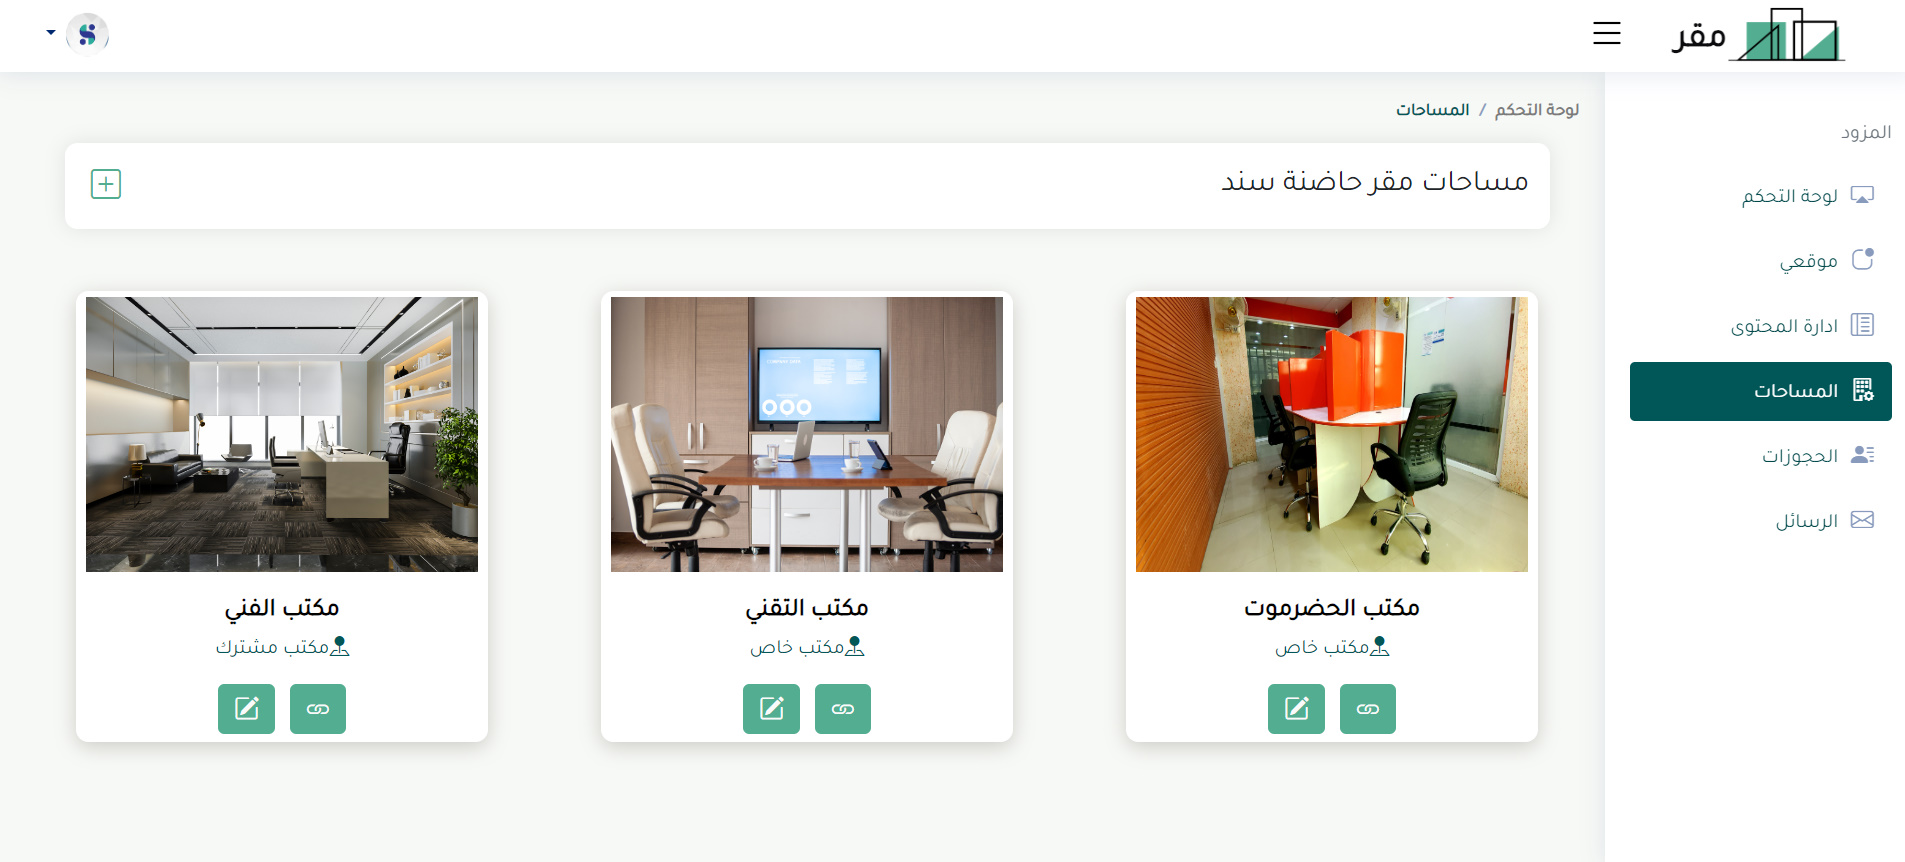 مقر
المزود
لوحة التحكم
موقعي
ادارة المحتوى
المساحات
الحجوزات
الرسائل
لوحة التحكم / المساحات
مساحات مقر حاضنة سند
مكتب الحضرموت
مكتب خاص
مكتب التقني
مكتب خاص
مكتب الفني
مكتب مشترك